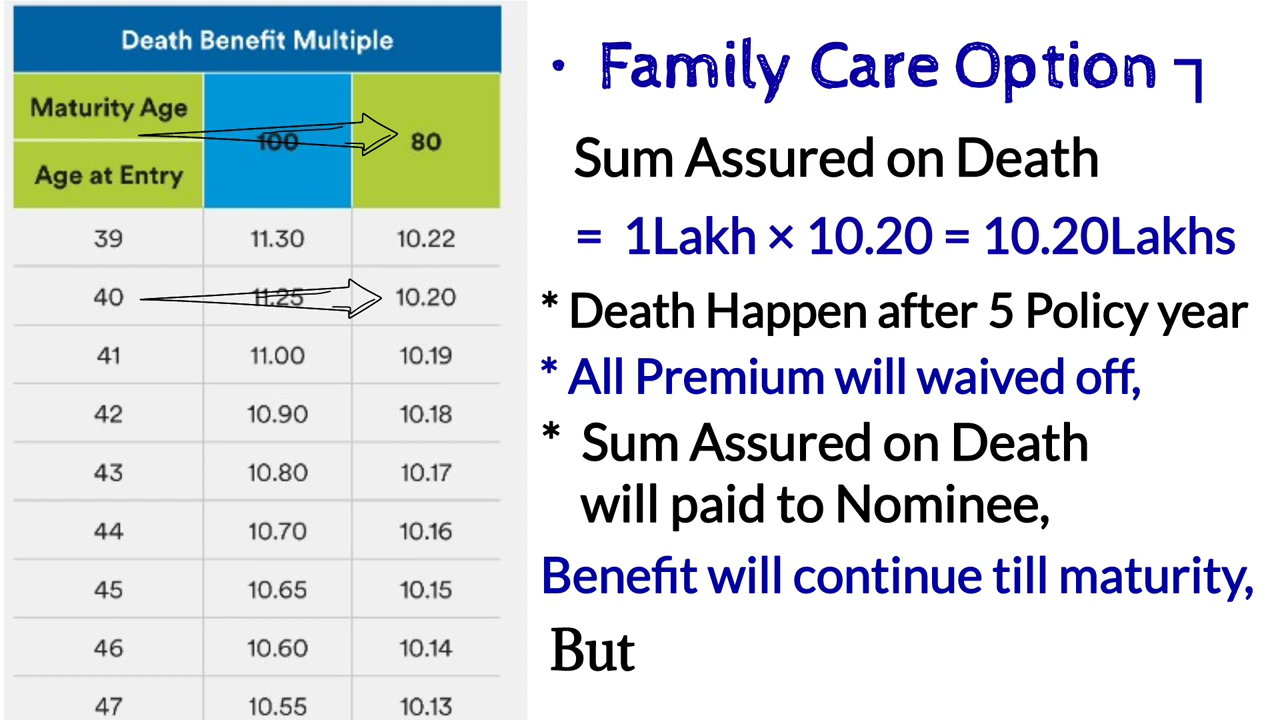 Death Benefit Multiple
Maturity Age 100 80
Age at Entry
39 11.30 10.22
40 11.25 10.20
41 11.00 10.19
42 10.90 10.18
43 10.80 10.17
44 10.70 10.16
45 10.65 10.15
46 10.60 10.14
47 10.55 10.13
· Family Care Option ┐
Sum Assured on Death
= 1Lakh × 10.20 = 10.20Lakhs
* Death Happen after 5 Policy year
* All Premium will waived off,
* Sum Assured on Death
will paid to Nominee,
Benefit will continue till maturity,
But